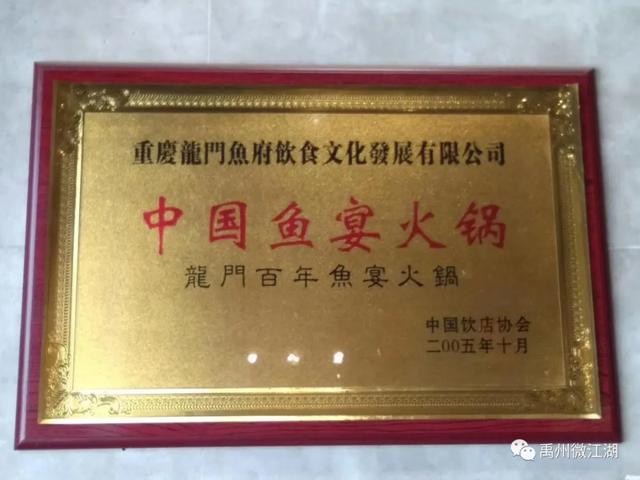 重慶龍門魚府飲食文化發展有限公司
中国鱼宴火锅
龍門百年魚宴火鍋
中国饮店协会
二00五年十月
禹州微江湖